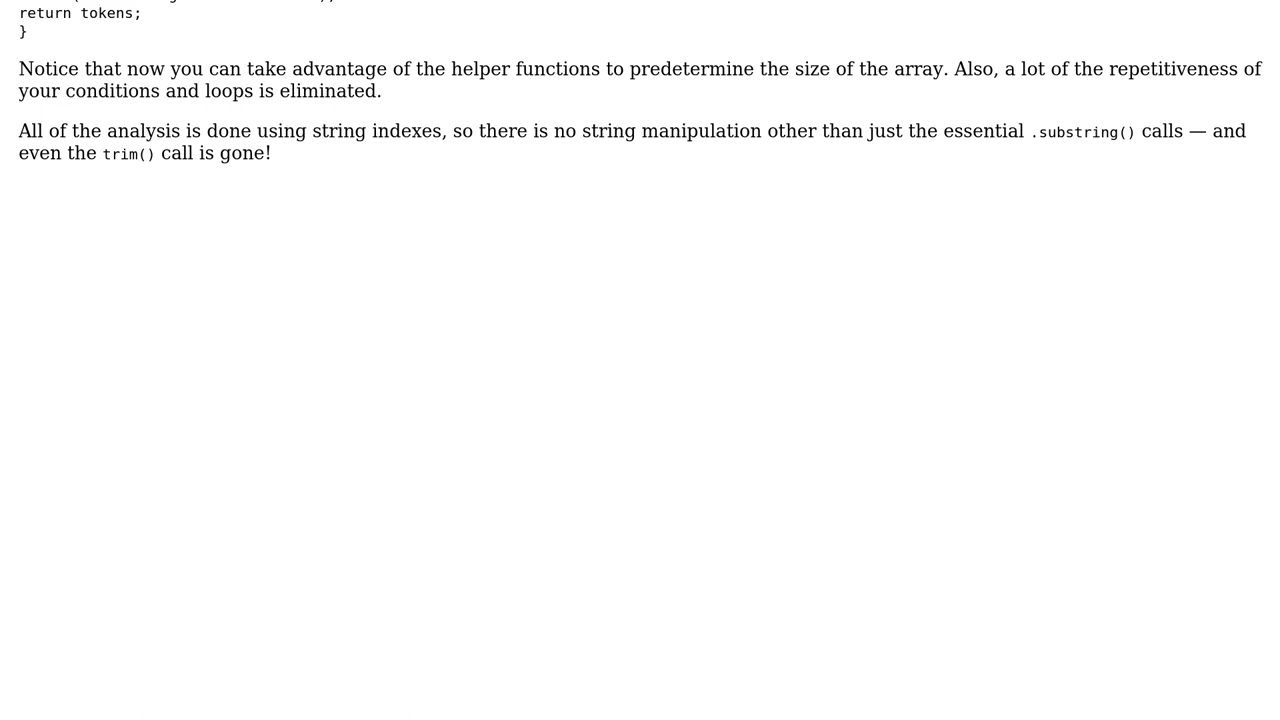 return tokens;
}
Notice that now you can take advantage of the helper functions to predetermine the size of the array. Also, a lot of the repetitiveness of
your conditions and loops is eliminated.
All of the analysis is done using string indexes, so there is no string manipulation other than just the essential .substring() calls — and
even the trim() call is gone!